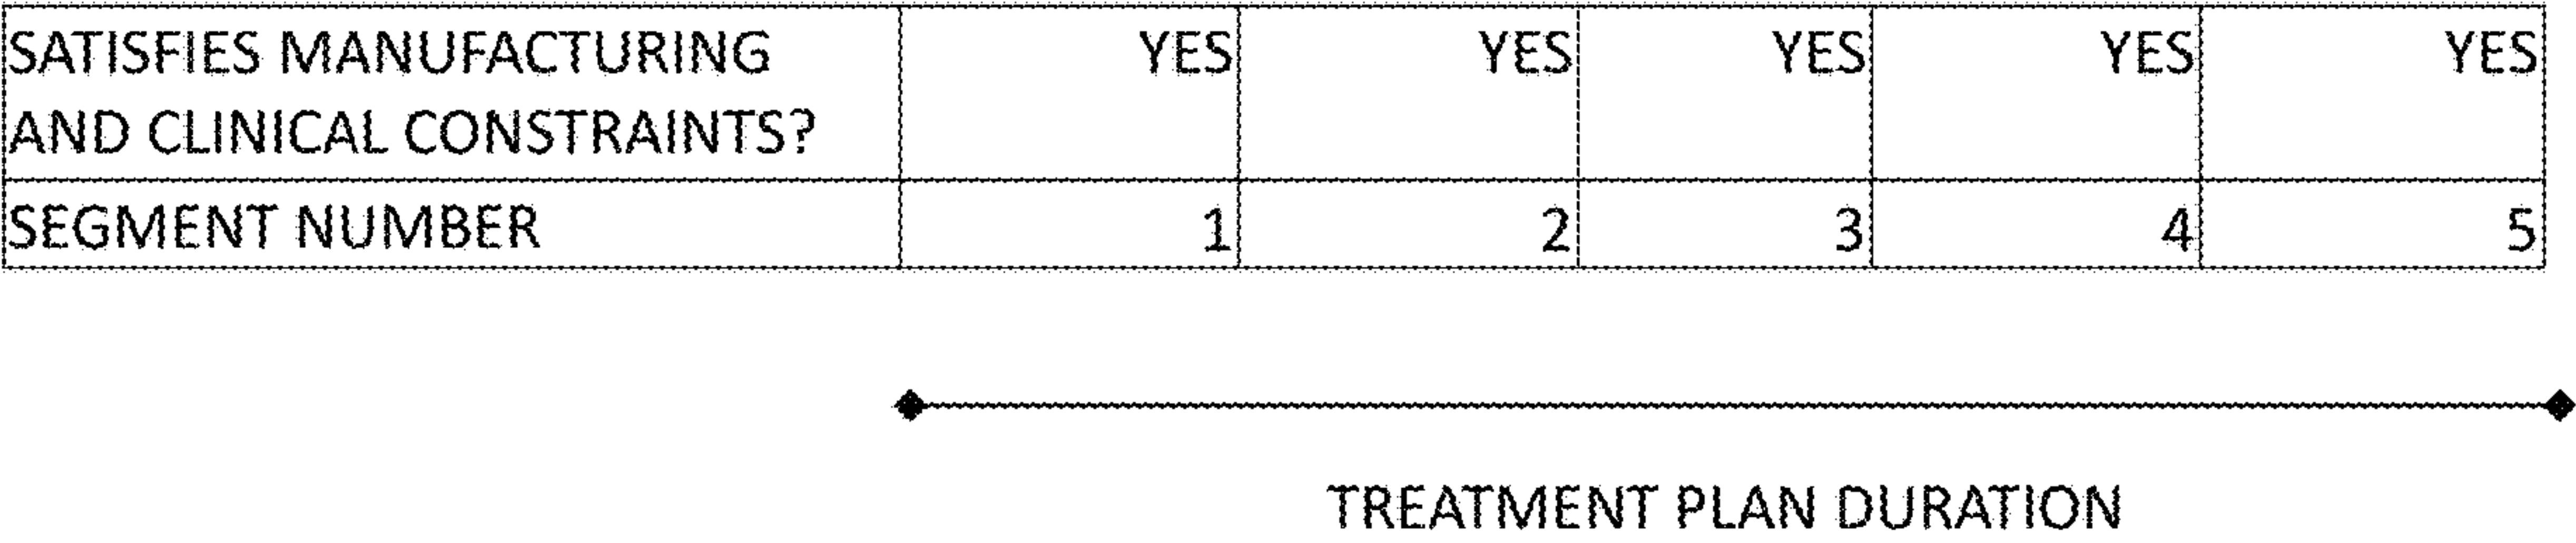 SATISFIES MANUFACTURING YES YES YES YES YES
AND CLINICAL CONSTRAINTS?
SEGMENT NUMBER 1 2 3 4 5
TREATMENT PLAN DURATION